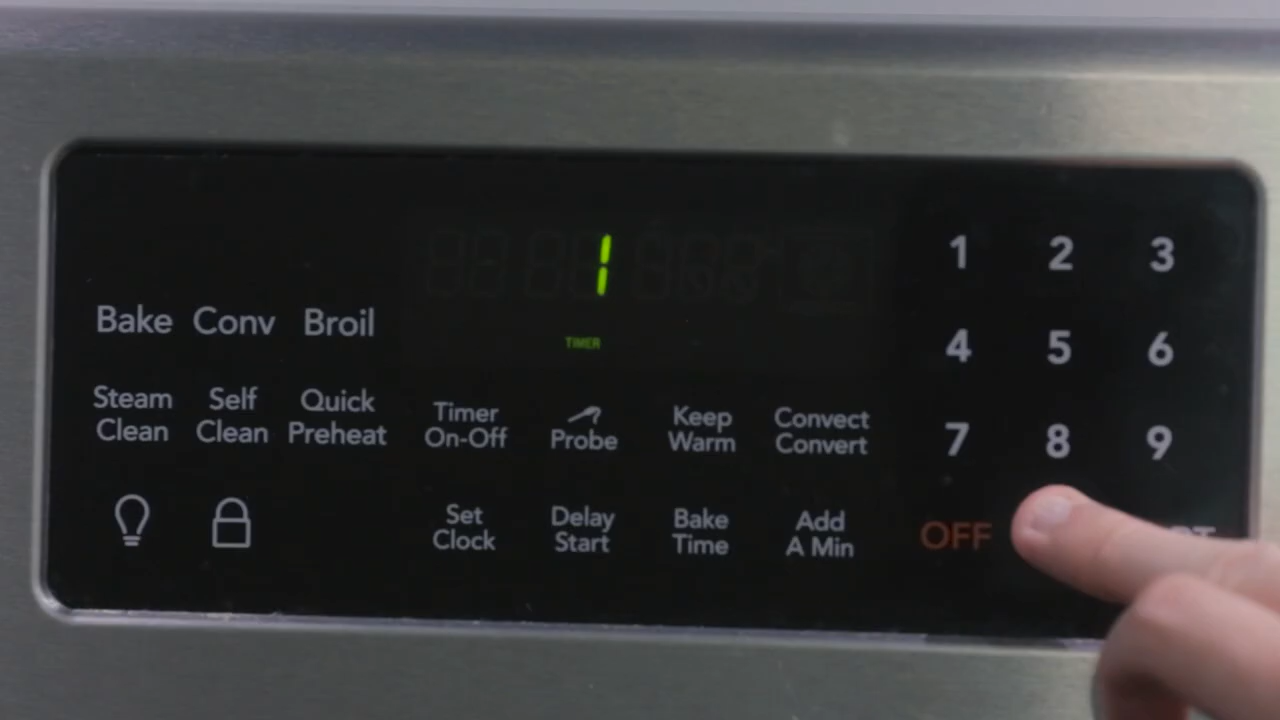 1
TIMER
1 2 3
Bake Conv Broil
4 5 6
Steam Clean
Self Clean
Quick Preheat
Timer On-Off
Probe
Keep Warm
Convect Convert
7 8 9
Set Clock
Delay Start
Bake Time
Add A Min
OFF